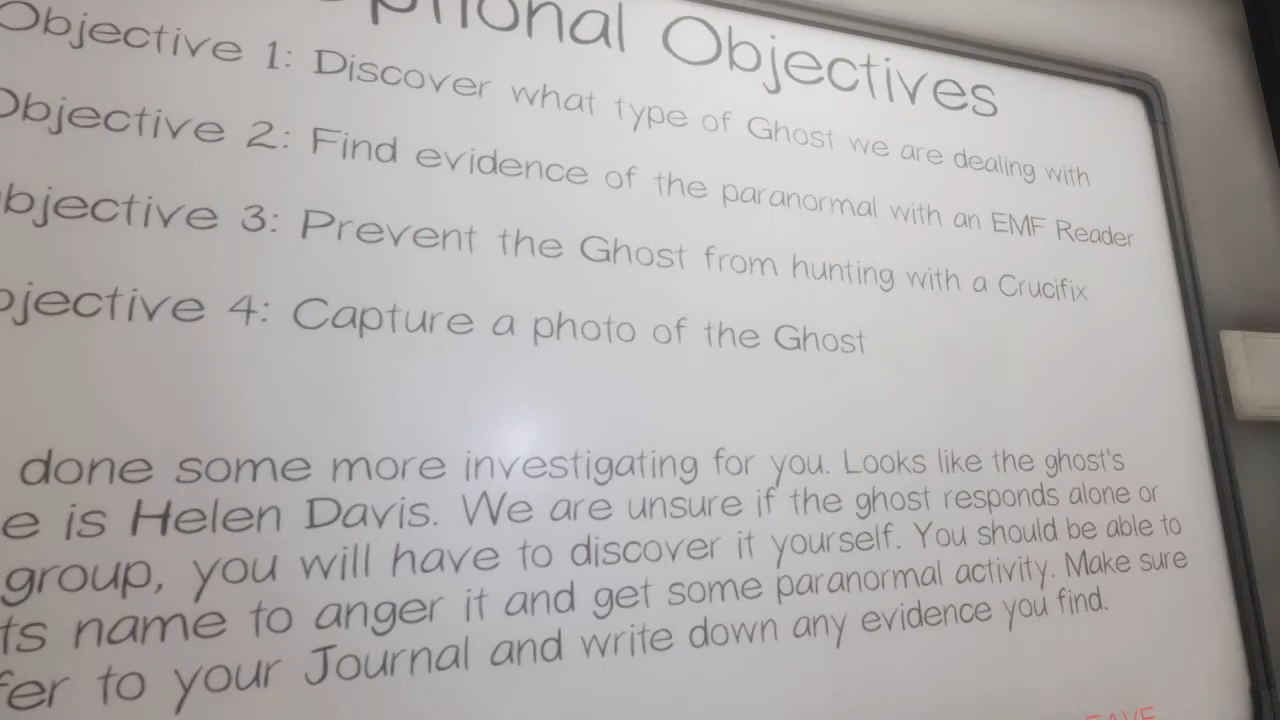 ptional Objectives
Objective 1: Discover what type of Ghost we are dealing with
Objective 2: Find evidence of the paranormal with an EMF Reader
bjective 3: Prevent the Ghost from hunting with a Crucifix
ojective 4: Capture a photo of the Ghost
done some more investigating for you. Looks like the ghost's
e is Helen Davis. We are unsure if the ghost responds alone or
group, you will have to discover it yourself. You should be able to
ts name to anger it and get some paranormal activity. Make sure
fer to your Journal and write down any evidence you find.